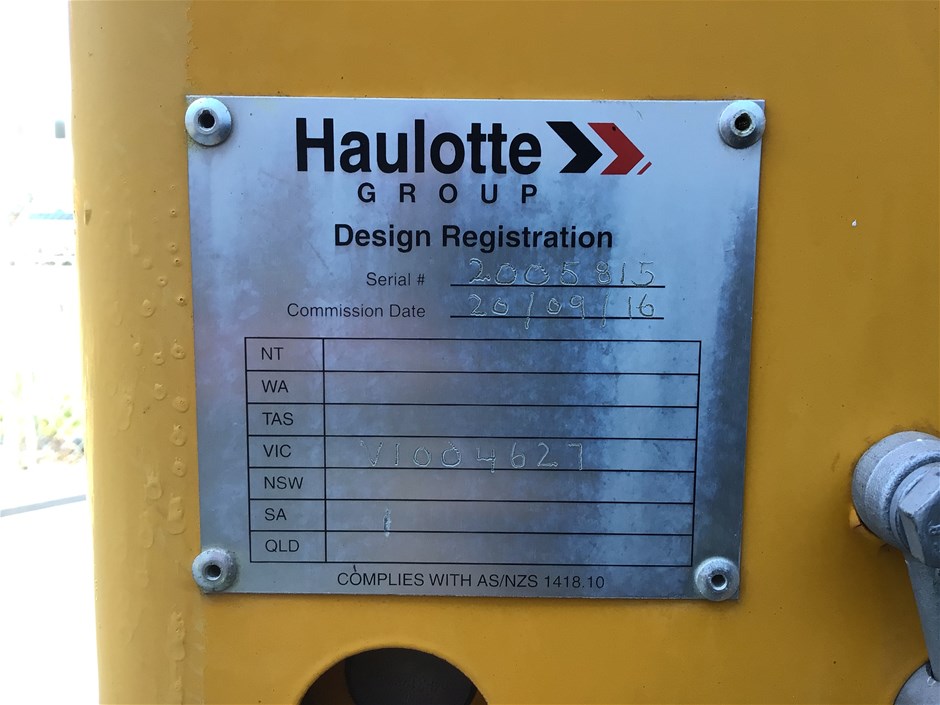 Haulotte
GROUP
Design Registration
Serial # 2005815
Commission Date 20/09/16
NT
WA
TAS
VIC V1004627
NSW
SA
QLD
COMPLIES WITH AS/NZS 1418.10